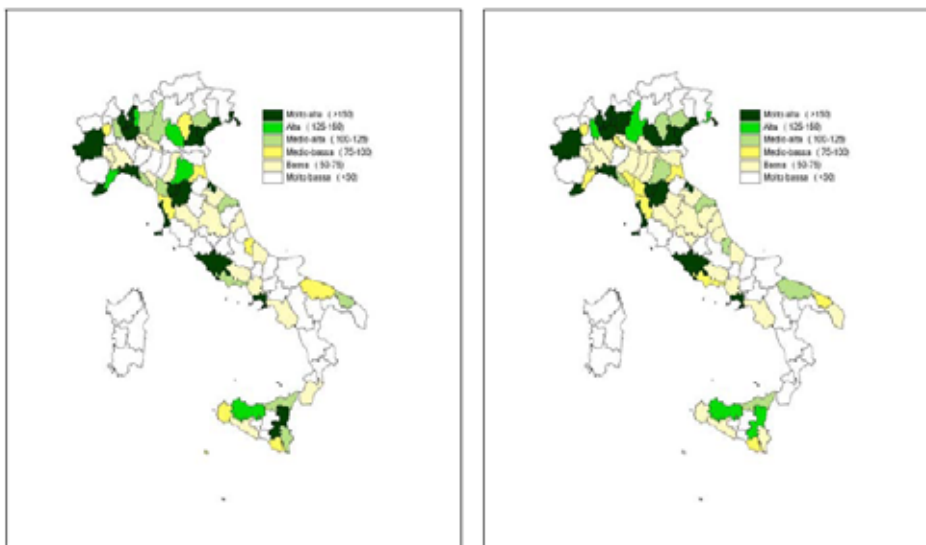 Molto alta ( >150)
Alta ( 125-150)
Medio-alta ( 100-125)
Medio-bassa ( 75-100)
Bassa ( 50-75)
Molto bassa ( <50)
Molto alta ( >150)
Alta ( 125-150)
Medio-alta ( 100-125)
Medio-bassa ( 75-100)
Bassa ( 50-75)
Molto bassa ( <50)